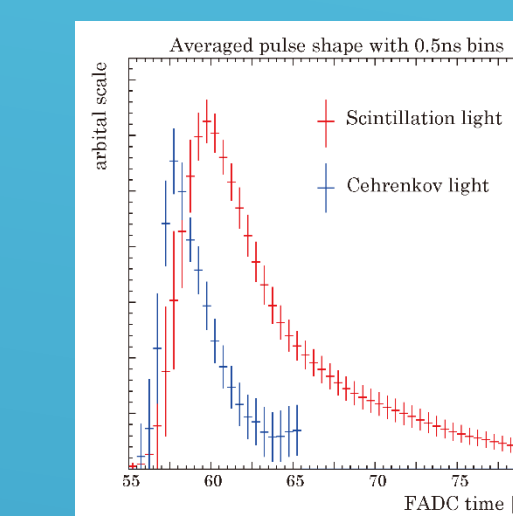 Averaged pulse shape with 0.5ns bins
arbital scale
Scintillation light
Cehrenkov light
55 60 65 70 75
FADC time [